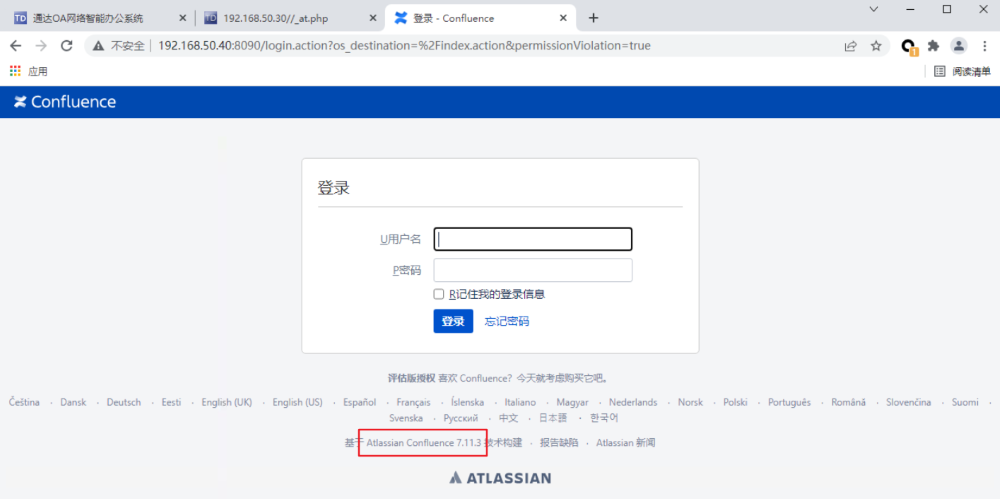 通达OA网络智能办公系统
192.168.50.30//_at.php
登录 - Confluence
不安全 192.168.50.40:8090/login.action?os_destination=%2Findex.action&permissionViolation=true
应用 阅读清单
Confluence
登录
U用户名
P密码
R记住我的登录信息
登录 忘记密码
评估版授权 喜欢 Confluence？今天就考虑购买它吧。
Čeština · Dansk · Deutsch · Eesti · English (UK) · English (US) · Español · Français · Íslenska · Italiano · Magyar · Nederlands · Norsk · Polski · Português · Română · Slovenčina · Suomi ·
Svenska · Русский · 中文 · 日本語 · 한국어
基于 Atlassian Confluence 7.11.3 技术构建 · 报告缺陷 · Atlassian 新闻
ATLASSIAN